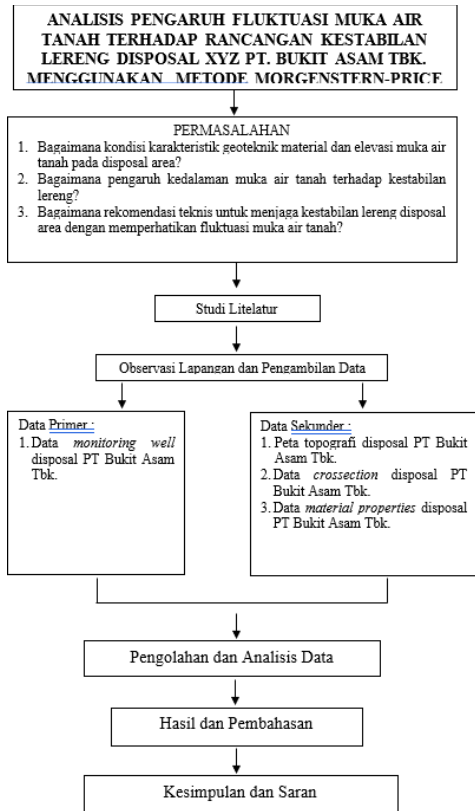 ANALISIS PENGARUH FLUKTUASI MUKA AIR
TANAH TERHADAP RANCANGAN KESTABILAN
LERENG DISPOSAL XYZ PT. BUKIT ASAM TBK.
MENGGUNAKAN METODE MORGENSTERN-PRICE
PERMASALAHAN
1. Bagaimana kondisi karakteristik geoteknik material dan elevasi muka air
tanah pada disposal area?
2. Bagaimana pengaruh kedalaman muka air tanah terhadap kestabilan
lereng?
3. Bagaimana rekomendasi teknis untuk menjaga kestabilan lereng disposal
area dengan memperhatikan fluktuasi muka air tanah?
Studi Litelatur
Observasi Lapangan dan Pengambilan Data
Data Primer :
1. Data monitoring well
disposal PT Bukit Asam
Tbk.
Data Sekunder :
1. Peta topografi disposal PT Bukit
Asam Tbk.
2. Data crossection disposal PT
Bukit Asam Tbk.
3. Data material properties disposal
PT Bukit Asam Tbk.
Pengolahan dan Analisis Data
Hasil dan Pembahasan
Kesimpulan dan Saran